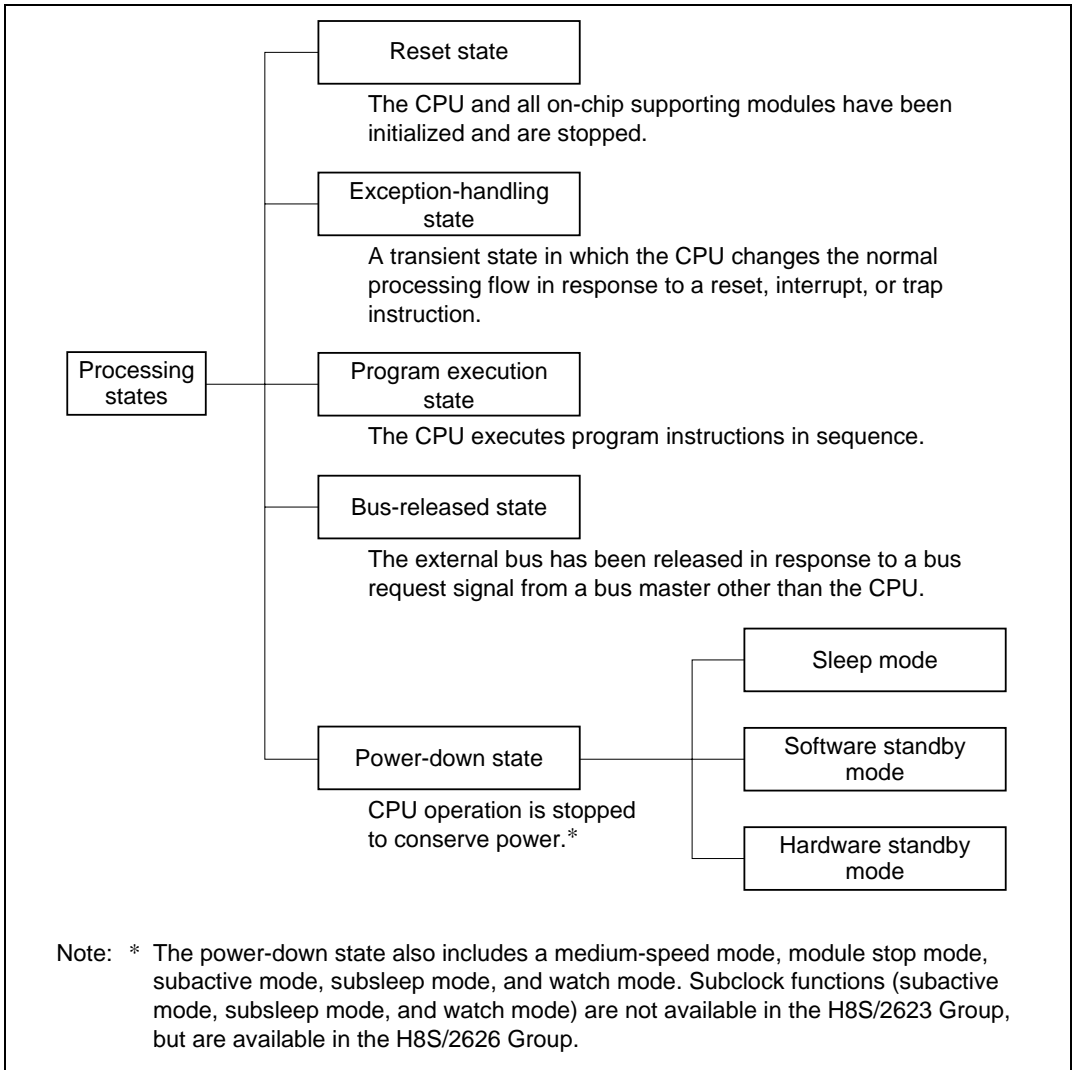 Reset state
The CPU and all on-chip supporting modules have been
initialized and are stopped.
Exception-handling
state
A transient state in which the CPU changes the normal
processing flow in response to a reset, interrupt, or trap
instruction.
Processing
states
Program execution
state
The CPU executes program instructions in sequence.
Bus-released state
The external bus has been released in response to a bus
request signal from a bus master other than the CPU.
Power-down state
CPU operation is stopped
to conserve power.*
Sleep mode
Software standby
mode
Hardware standby
mode
Note: * The power-down state also includes a medium-speed mode, module stop mode,
subactive mode, subsleep mode, and watch mode. Subclock functions (subactive
mode, subsleep mode, and watch mode) are not available in the H8S/2623 Group,
but are available in the H8S/2626 Group.